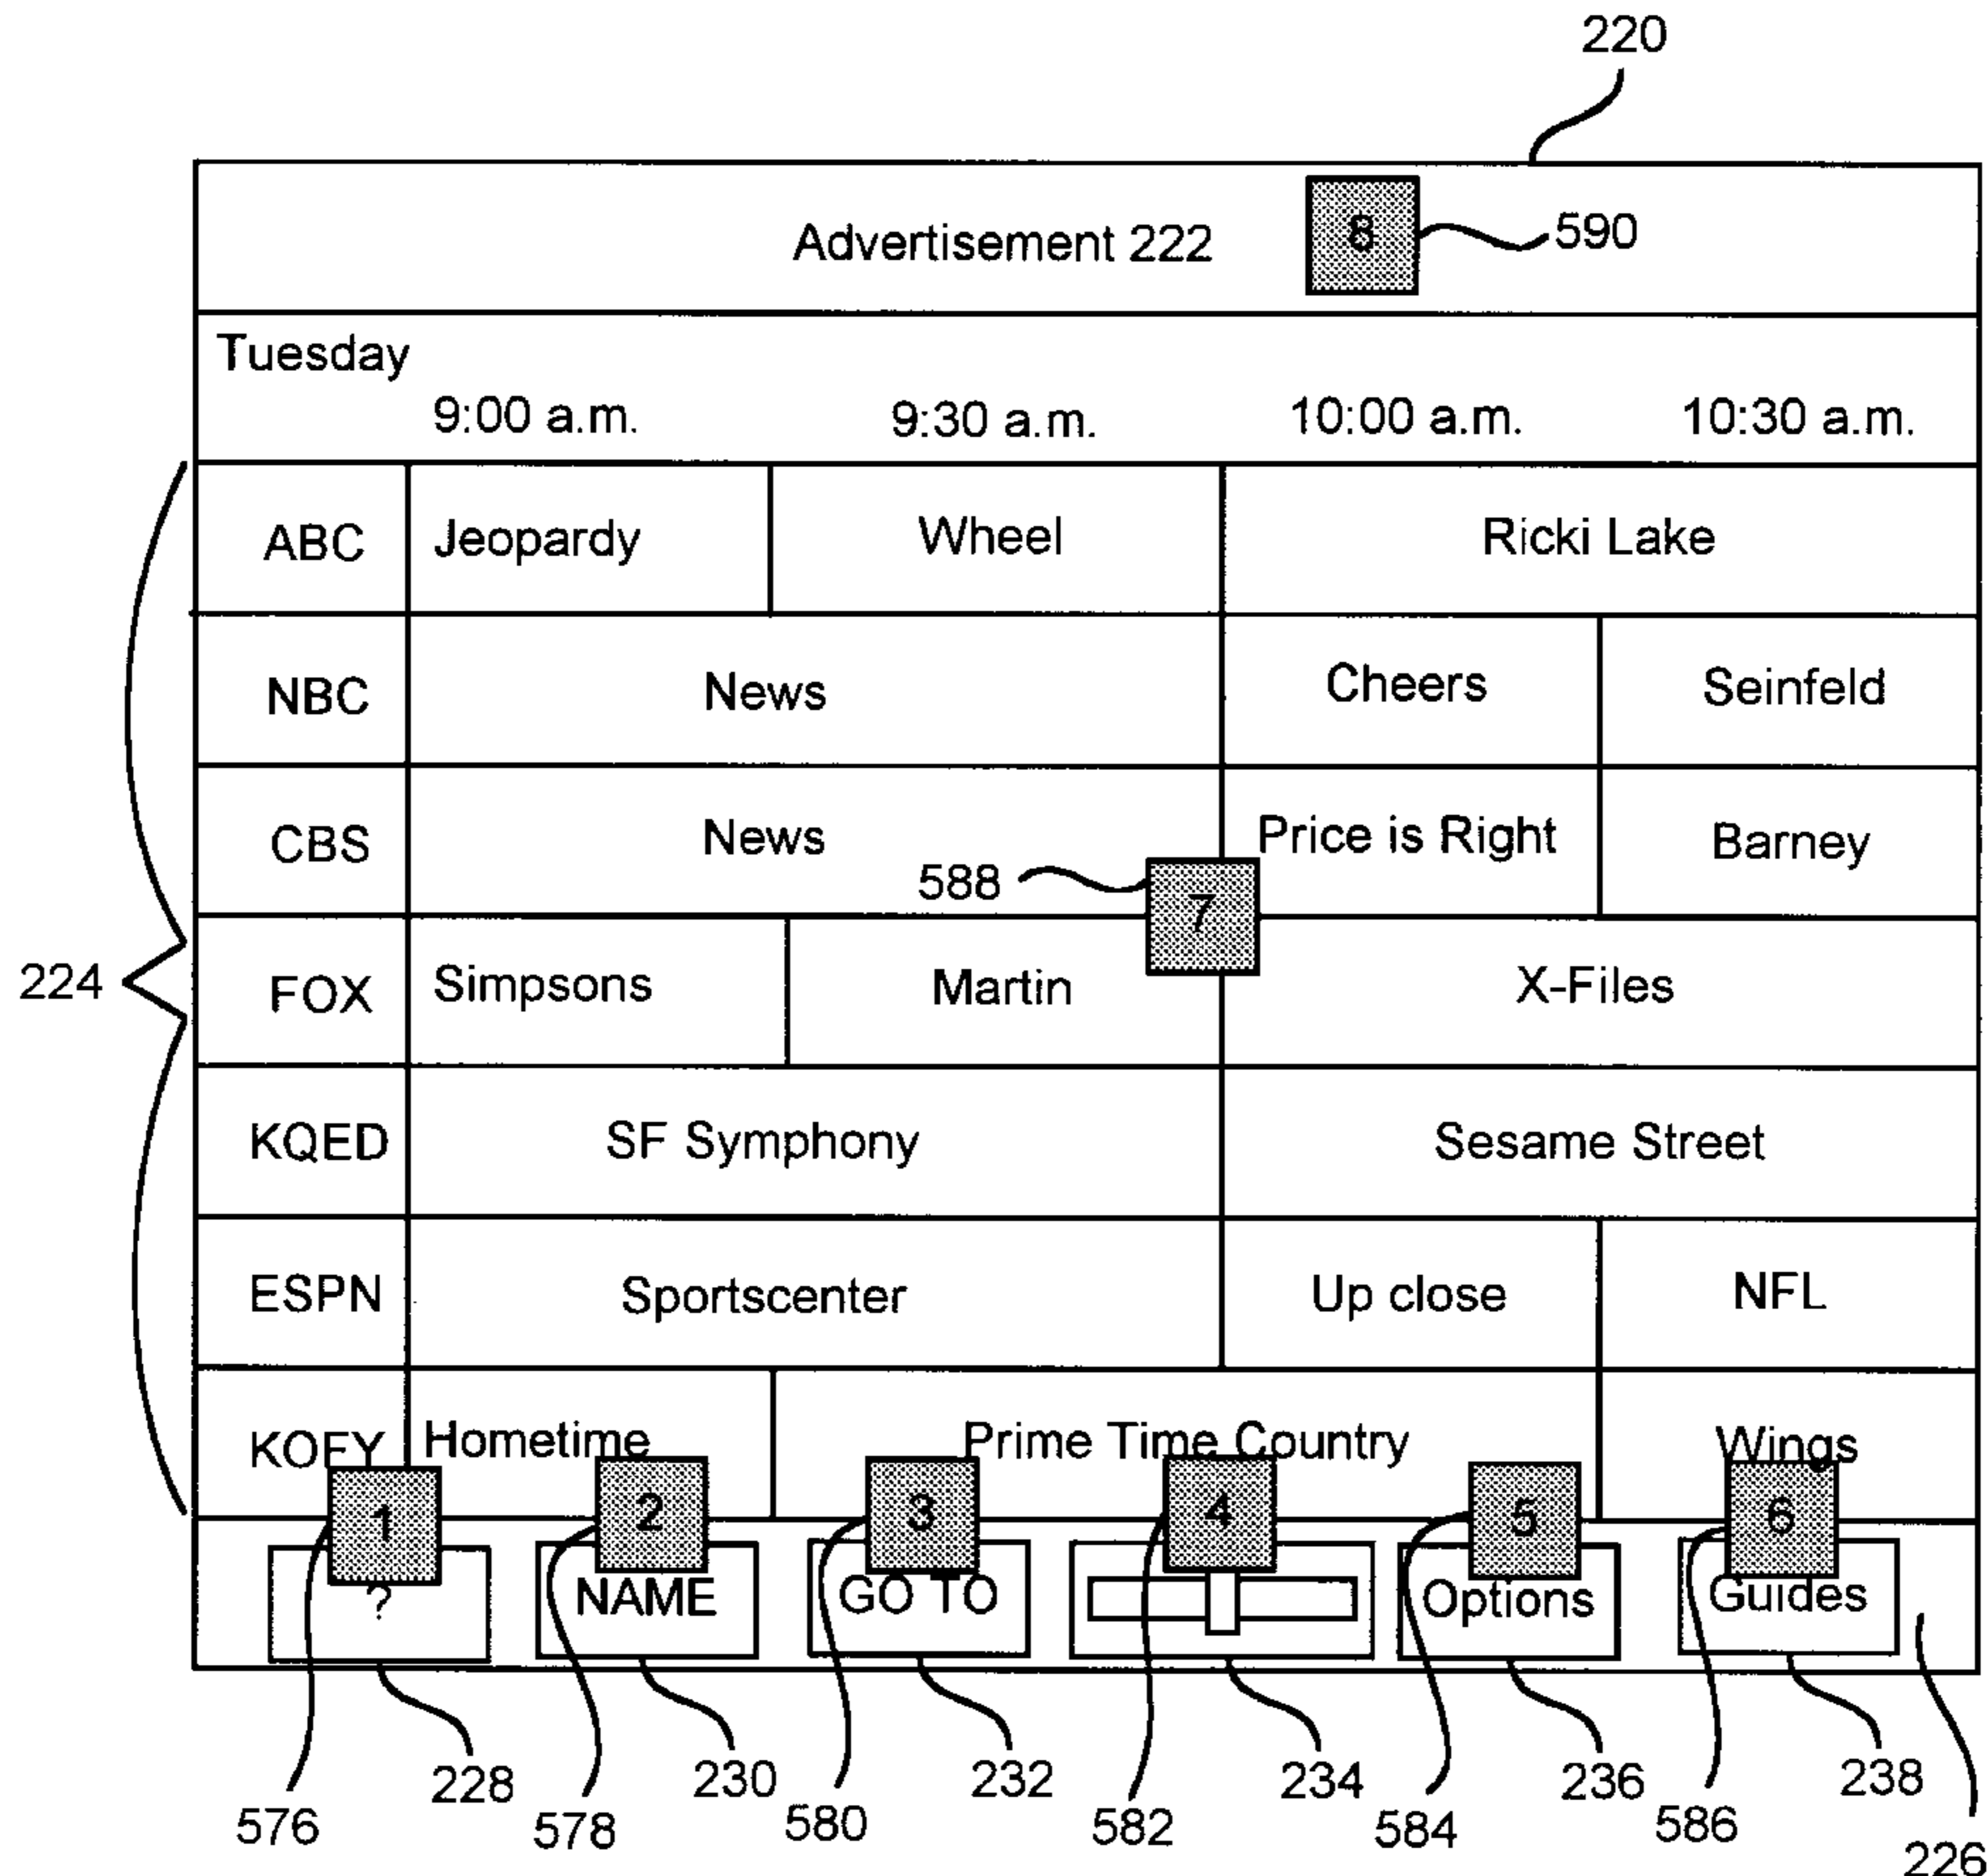 220
Advertisement 222
8
590
Tuesday
9:00 a.m. 9:30 a.m. 10:00 a.m. 10:30 a.m.
ABC Jeopardy Wheel Ricki Lake
NBC News Cheers Seinfeld
CBS News Price is Right Barney
588
7
224
FOX Simpsons Martin X-Files
KQED SF Symphony Sesame Street
ESPN Sportscenter Up close NFL
KOFY Hometime Prime Time Country Wings
1 2 3 4 5 6
? NAME GO TO Options Guides
228 230 232 234 236 238
576 578 580 582 584 586 226